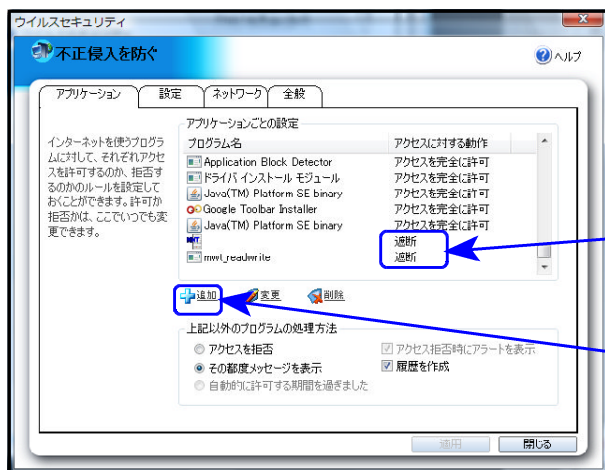 ウイルスセキュリティ
不正侵入を防ぐ
ヘルプ
アプリケーション 設定 ネットワーク 全般
インターネットを使うプログラ
ムに対して、それぞれアクセ
スを許可するのか、拒否す
るのかのルールを設定して
おくことができます。許可か
拒否かは、ここでいつでも変
更できます。
アプリケーションごとの設定
プログラム名 アクセスに対する動作
Application Block Detector アクセスを完全に許可
ドライバ インストール モジュール アクセスを完全に許可
Java(TM) Platform SE binary アクセスを完全に許可
Google Toolbar Installer アクセスを完全に許可
Java(TM) Platform SE binary アクセスを完全に許可
遮断
mwt_readwrite 遮断
追加 変更 削除
上記以外のプログラムの処理方法
アクセスを拒否
その都度メッセージを表示
自動的に許可する期間を過ぎました
アクセス拒否時にアラートを表示
履歴を作成
適用 閉じる